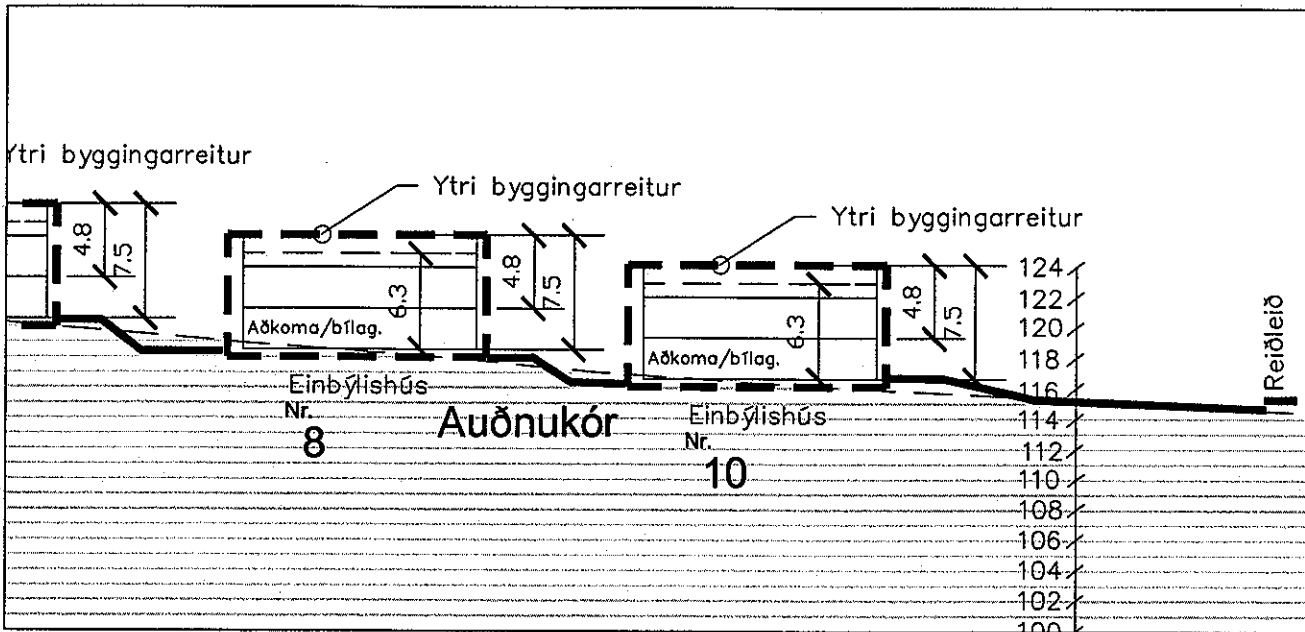 Ytri byggingarreitur
Ytri byggingarreitur
Ytri byggingarreitur
4.8
7.5
6.3
4.8
7.5
6.3
4.8
7.5
Aðkoma/bílag.
Aðkoma/bílag.
Einbýlishús
Nr.
8
Auðnukór
Einbýlishús
Nr.
10
124
122
120
118
116
114
112
110
108
106
104
102
100
Reiðleið